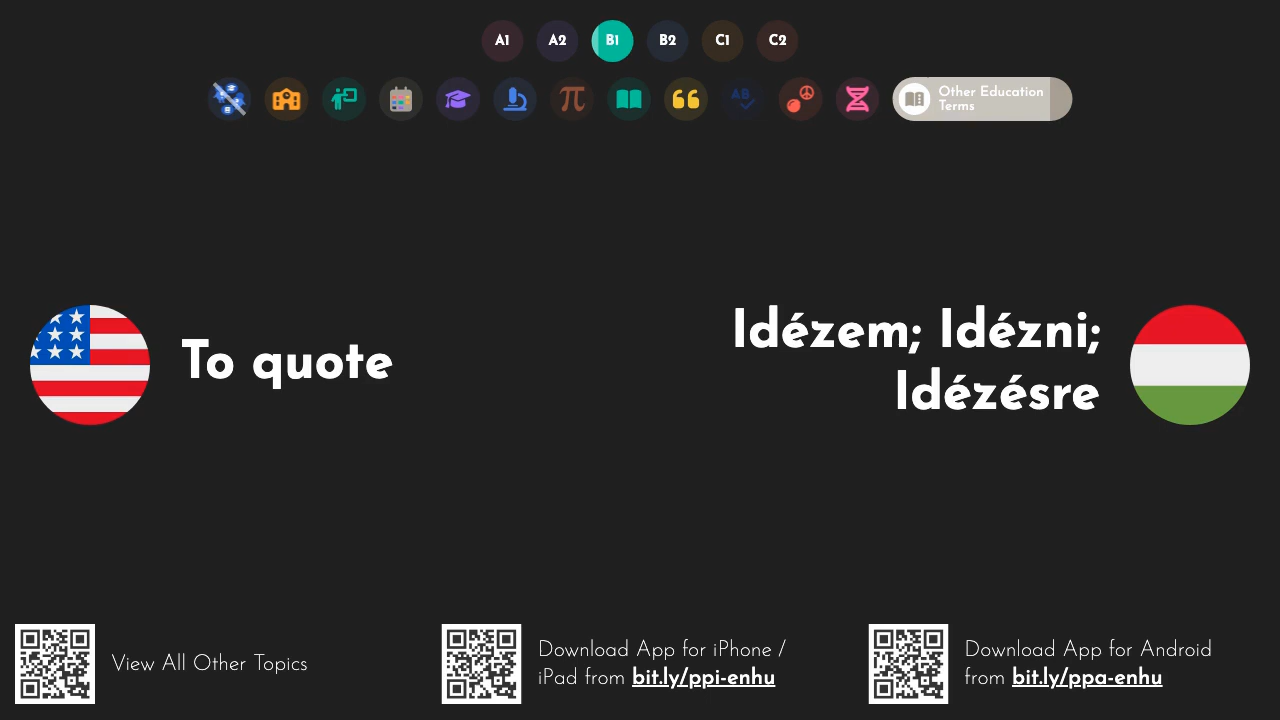 A1 A2 B1 B2 C1 C2
Other Education
Terms
To quote
Idézem; Idézni;
Idézésre
View All Other Topics
Download App for iPhone /
iPad from bit.ly/ppi-enhu
Download App for Android
from bit.ly/ppa-enhu